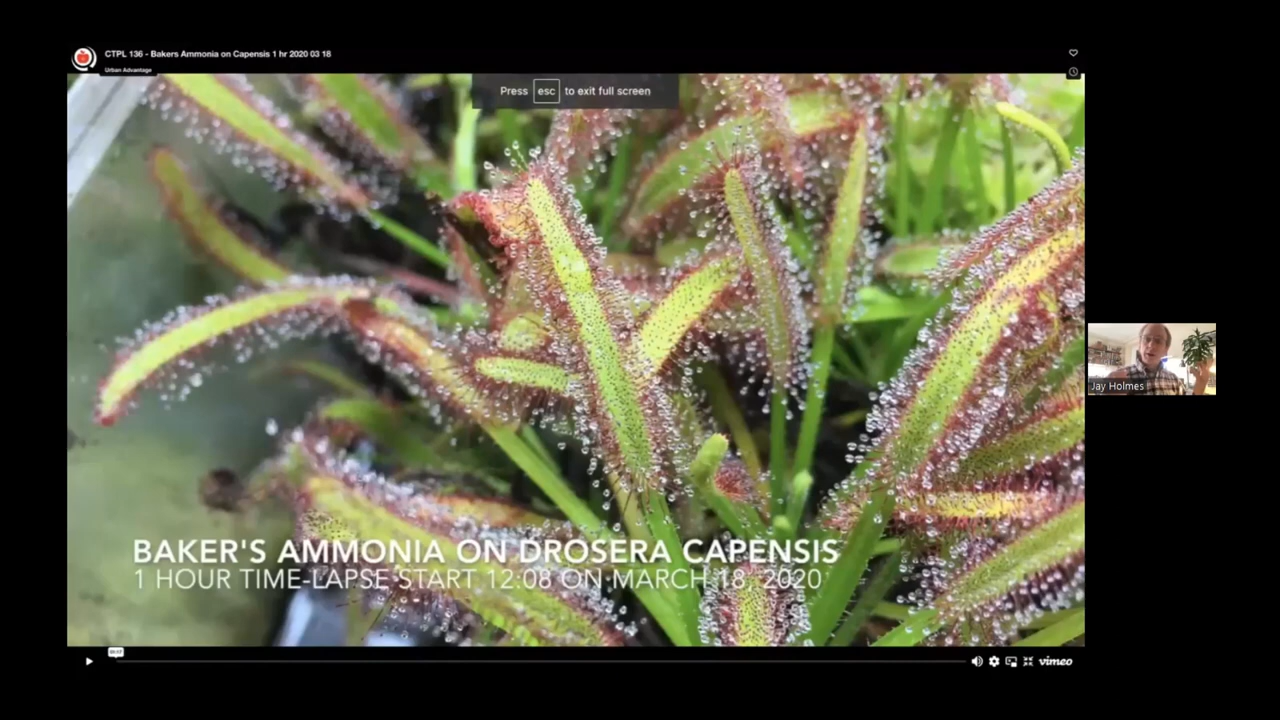 CTPL 136 - Bakers Ammonia on Capensis 1 hr 2020 03 18
Urban Advantage
Press esc to exit full screen
Jay Holmes
BAKER'S AMMONIA ON DROSERA CAPENSIS
1 HOUR TIME-LAPSE START 12:08 ON MARCH 18, 2020
vimeo